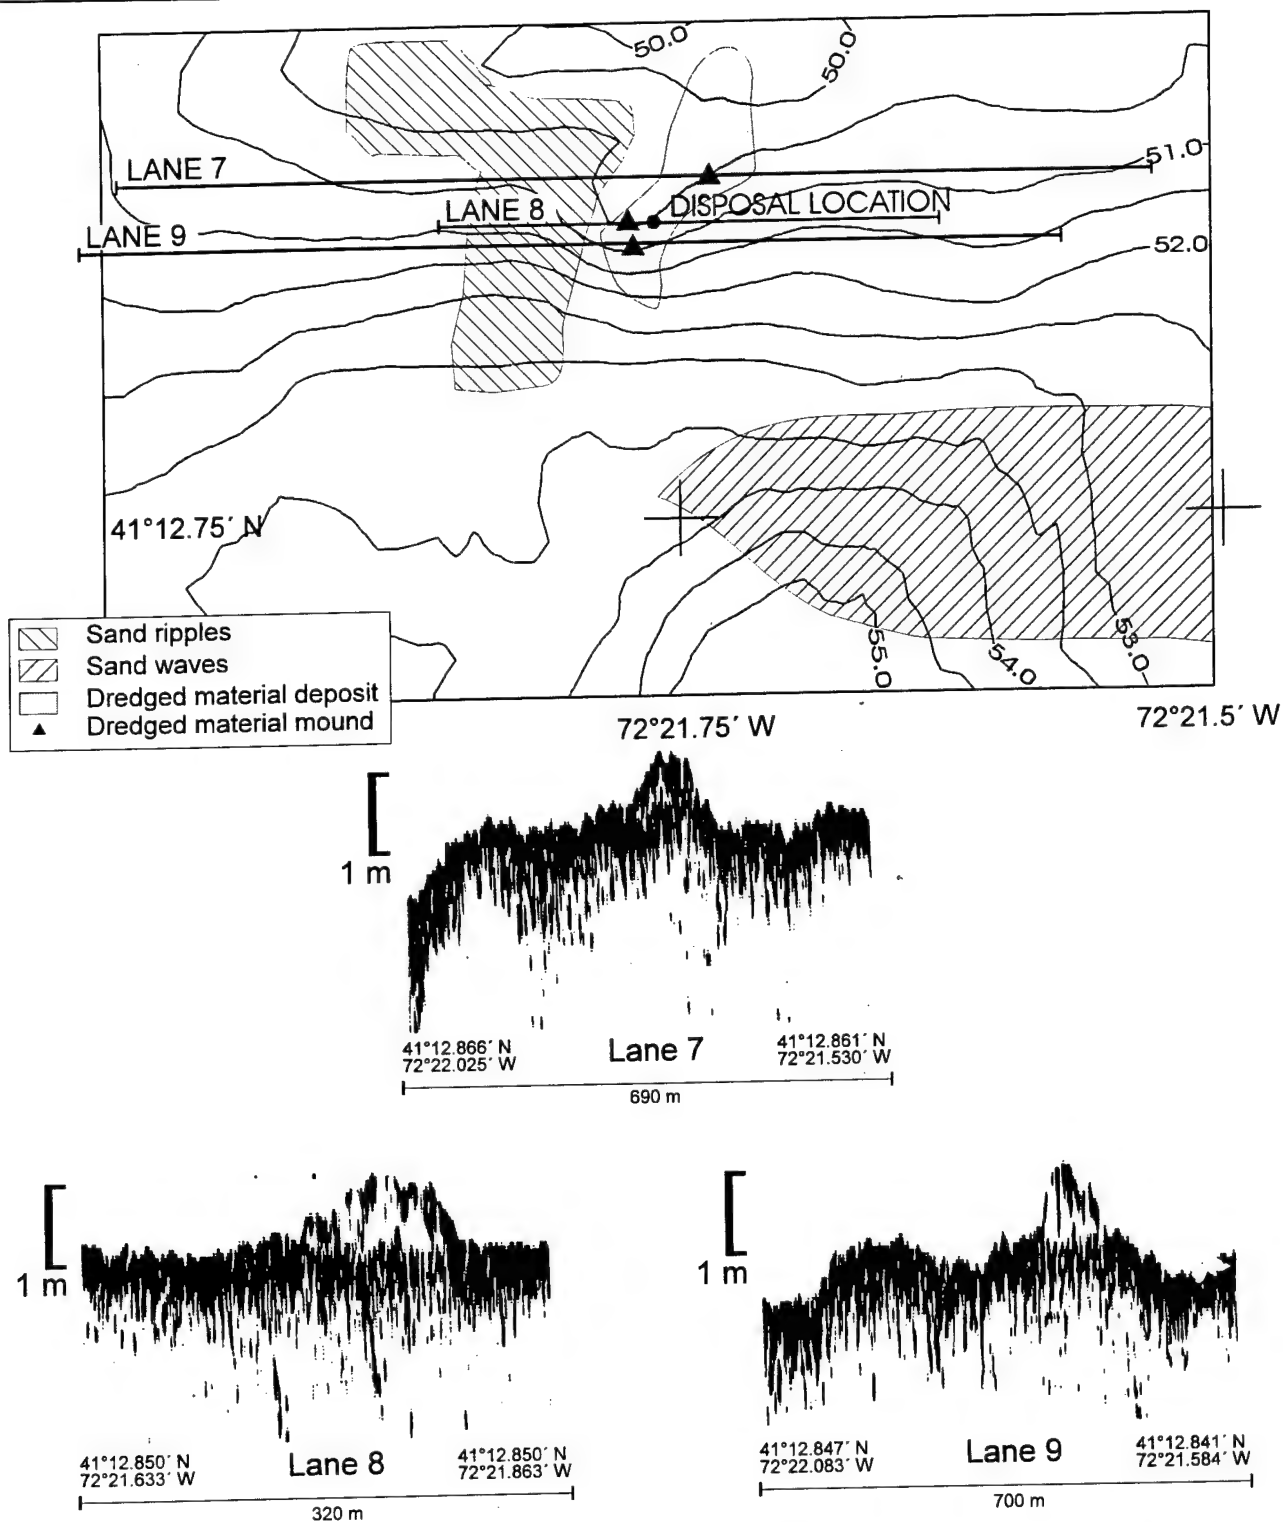 50.0
50.0
LANE 7
51.0
LANE 8
DISPOSAL LOCATION
LANE 9
52.0
41°12.75´ N
Sand ripples
Sand waves
Dredged material deposit
Dredged material mound
55.0
54.0
53.0
72°21.75´ W
72°21.5´ W
1 m
41°12.866´ N
72°22.025´ W
Lane 7
41°12.861´ N
72°21.530´ W
690 m
1 m
41°12.850´ N
72°21.633´ W
Lane 8
41°12.850´ N
72°21.863´ W
320 m
1 m
41°12.847´ N
72°22.083´ W
Lane 9
41°12.841´ N
72°21.584´ W
700 m